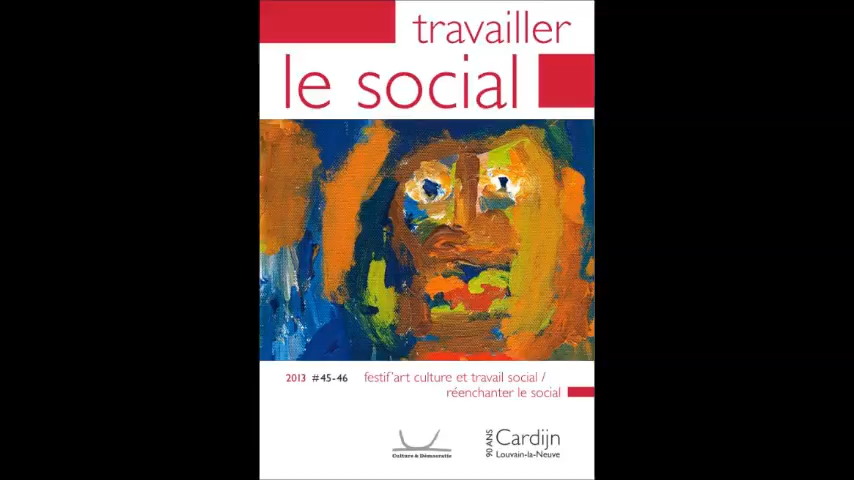 travailler
le social
2013 #45-46 festif'art culture et travail social /
réenchanter le social
Culture & Démocratie
90 ANS
Cardijn
Louvain-la-Neuve